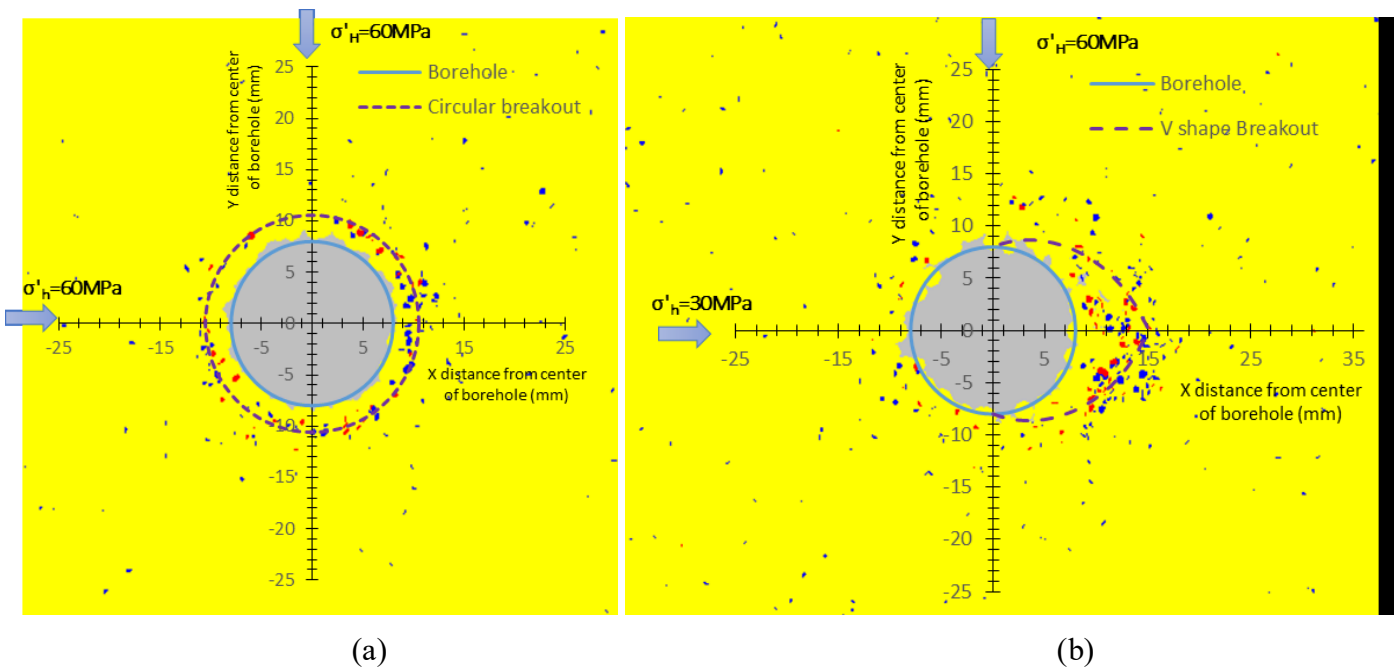 σ'H=60MPa
25
Borehole
Circular breakout
20
Y distance from center
of borehole (mm)
15
10
5
σ'h=60MPa
0
-25
-15
-5
5
15
25
-5
X distance from center
of borehole (mm)
-10
-15
-20
-25
(a)
σ'H=60MPa
25
Borehole
V shape Breakout
20
Y distance from center
of borehole (mm)
15
10
5
σ'h=30MPa
0
-25
-15
-5
5
15
25
35
-5
X distance from center
of borehole (mm)
-10
-15
-20
-25
(b)